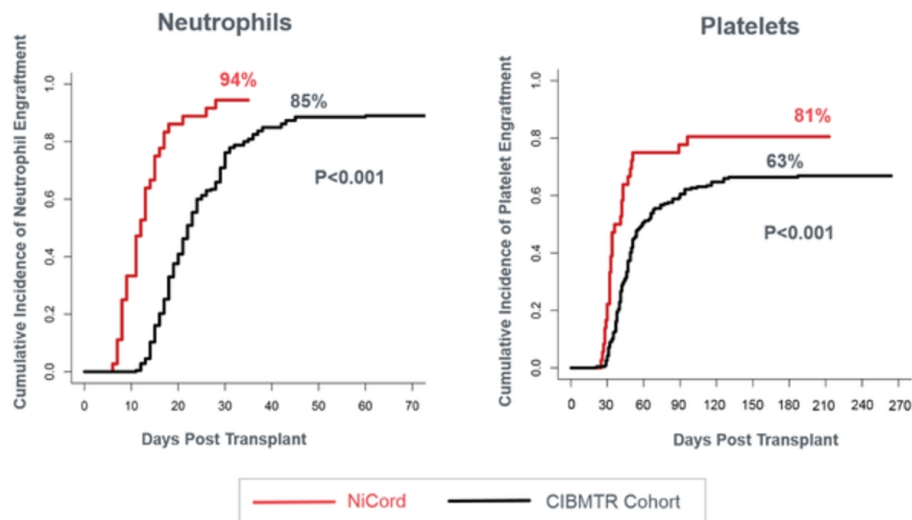 Neutrophils
Cumulative Incidence of Neutrophil Engraftment
1.0
0.8
0.6
0.4
0.2
0.0
94%
85%
P<0.001
0 10 20 30 40 50 60 70
Days Post Transplant
Platelets
Cumulative Incidence of Platelet Engraftment
1.0
0.8
0.6
0.4
0.2
0.0
81%
63%
P<0.001
0 30 60 90 120 150 180 210 240 270
Days Post Transplant
NiCord CIBMTR Cohort